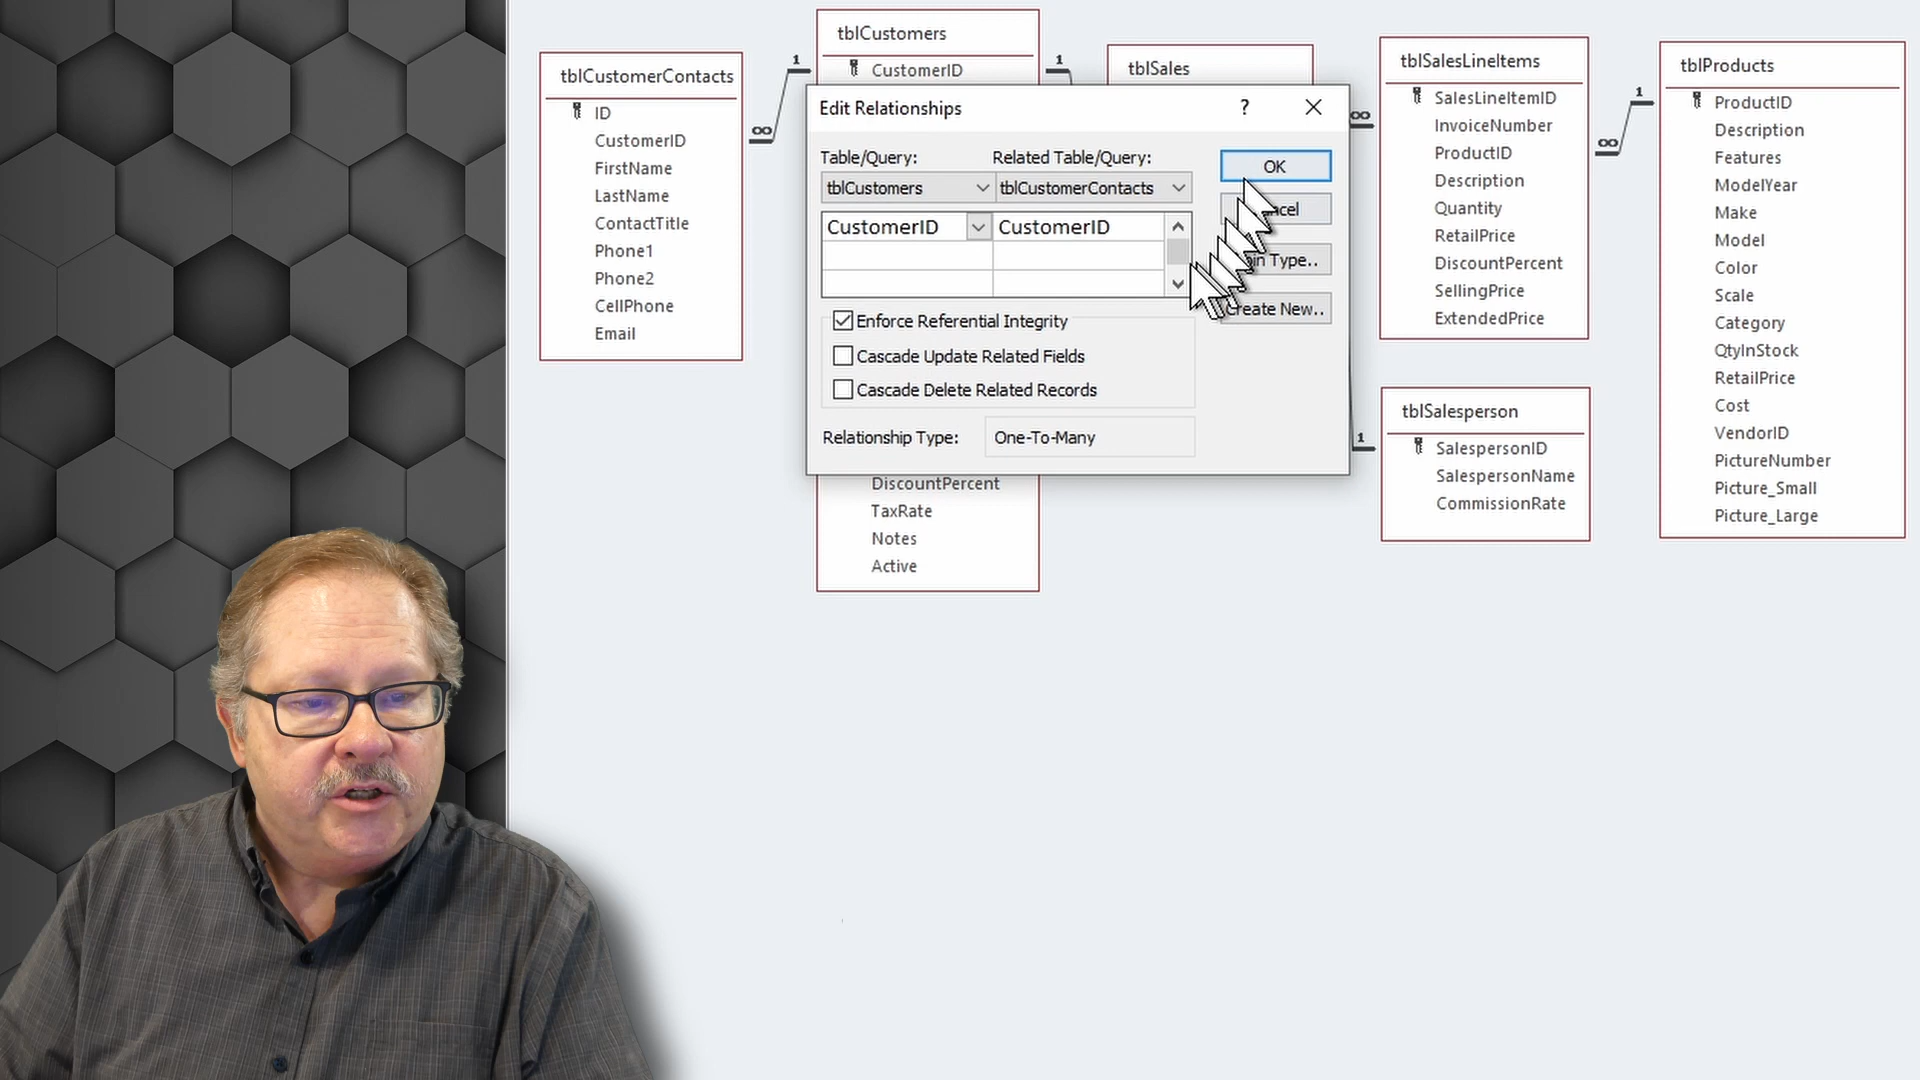 tblCustomerContacts
ID
CustomerID
FirstName
LastName
ContactTitle
Phone1
Phone2
CellPhone
Email
1
∞
tblCustomers
CustomerID
DiscountPercent
TaxRate
Notes
Active
1
tblSales
Edit Relationships
?
Table/Query:
Related Table/Query:
tblCustomers
tblCustomerContacts
CustomerID
CustomerID
OK
Create New..
Enforce Referential Integrity
Cascade Update Related Fields
Cascade Delete Related Records
Relationship Type:
One-To-Many
∞
tblSalesLineItems
SalesLineItemID
InvoiceNumber
ProductID
Description
Quantity
RetailPrice
DiscountPercent
SellingPrice
ExtendedPrice
1
tblSalesperson
SalespersonID
SalespersonName
CommissionRate
∞
1
tblProducts
ProductID
Description
Features
ModelYear
Make
Model
Color
Scale
Category
QtyInStock
RetailPrice
Cost
VendorID
PictureNumber
Picture_Small
Picture_Large